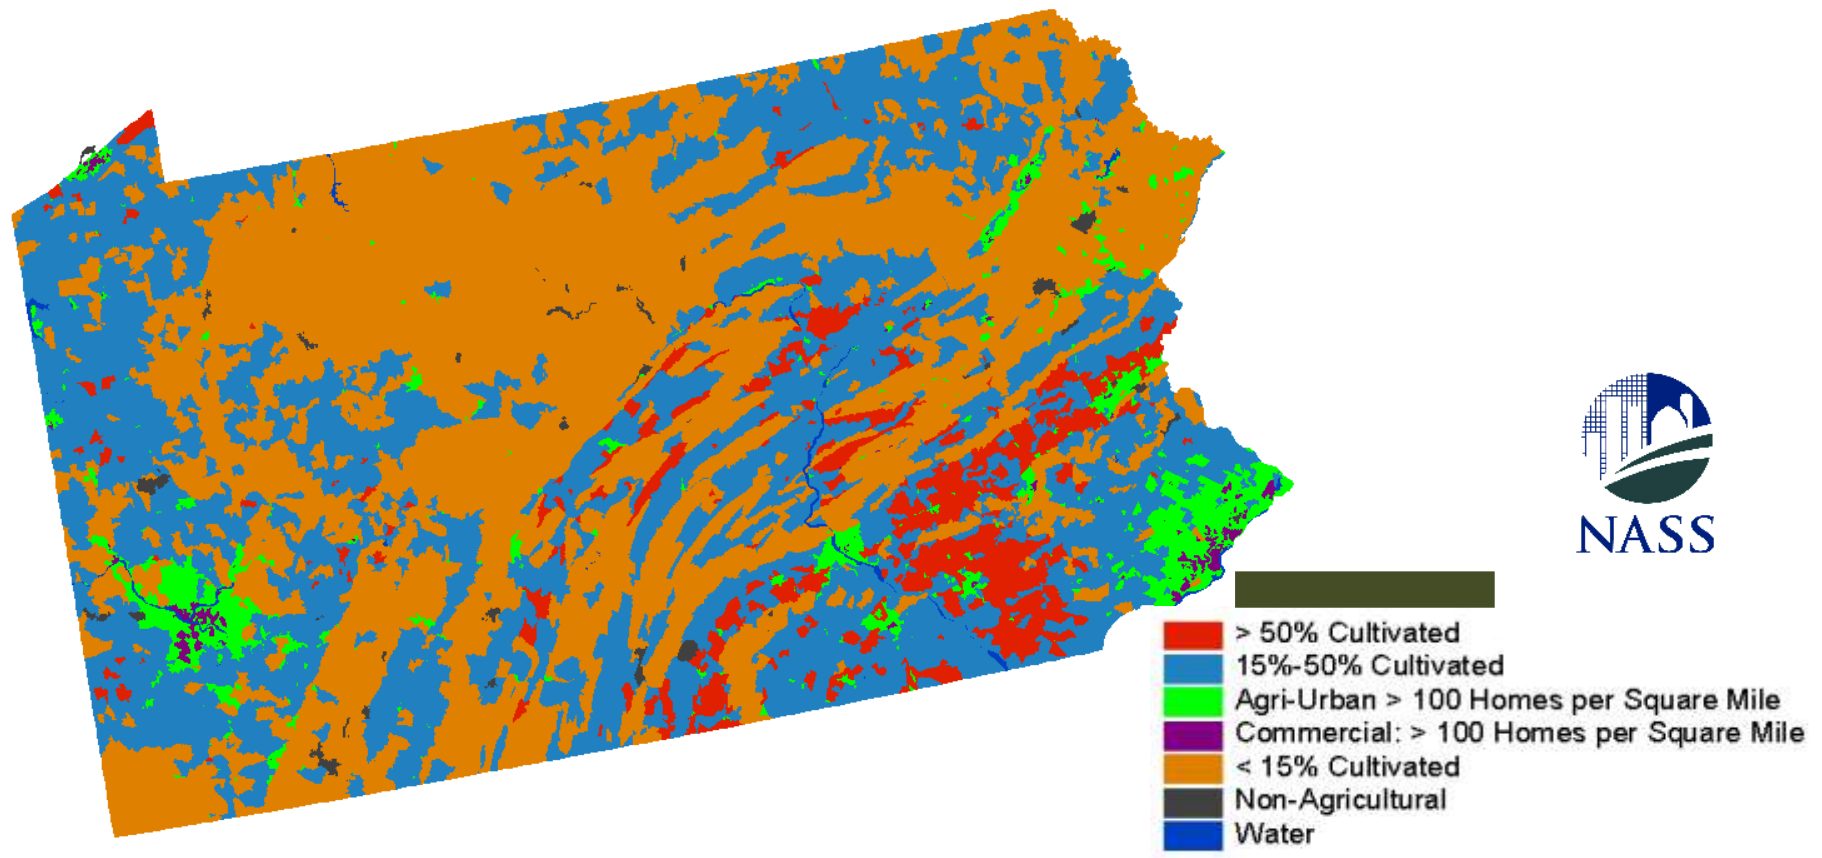 NASS
> 50% Cultivated
15%-50% Cultivated
Agri-Urban > 100 Homes per Square Mile
Commercial: > 100 Homes per Square Mile
< 15% Cultivated
Non-Agricultural
Water